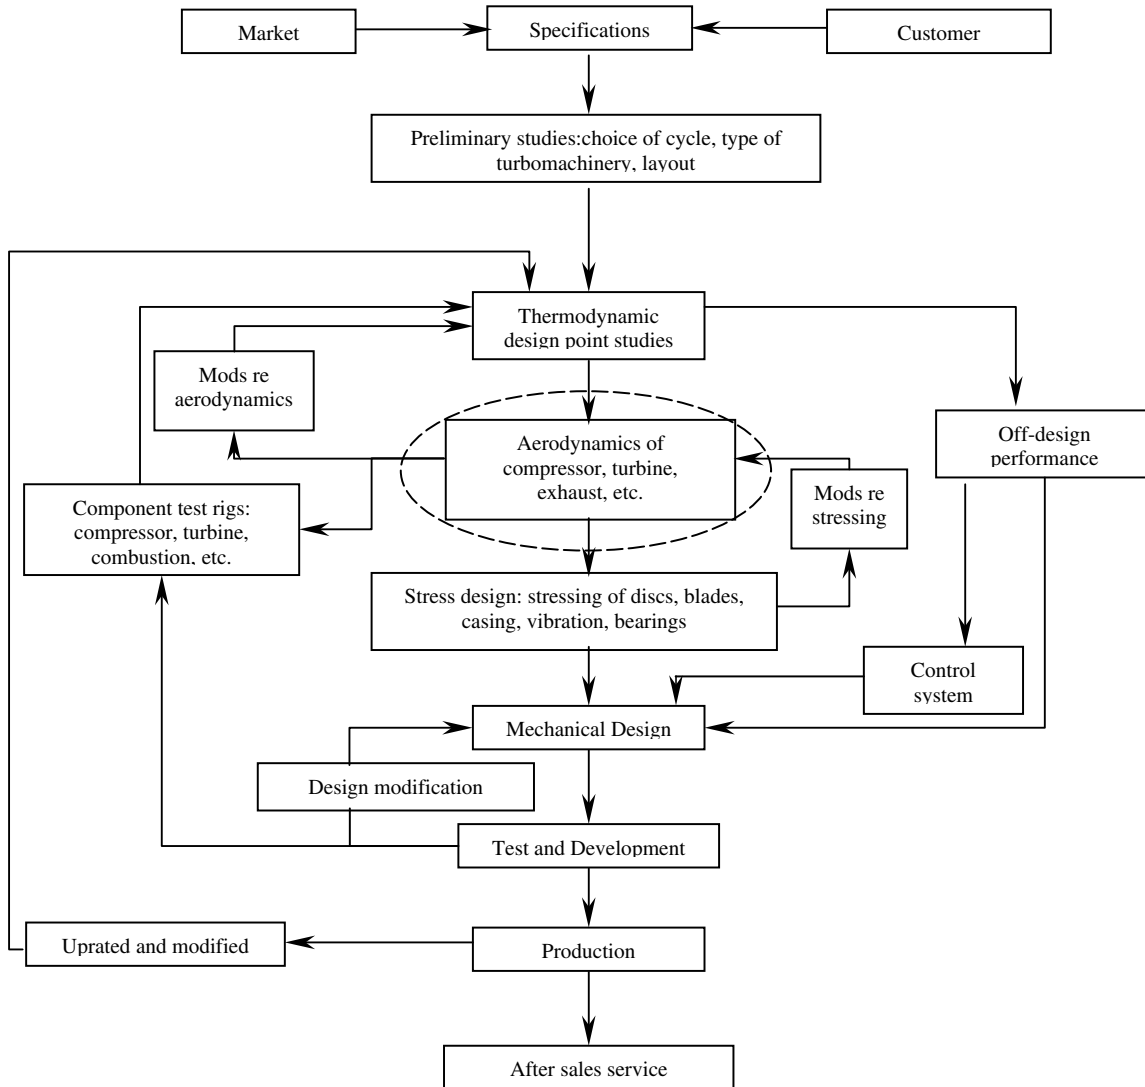 Market
Specifications
Customer
Preliminary studies:choice of cycle, type of
turbomachinery, layout
Thermodynamic
design point studies
Mods re
aerodynamics
Aerodynamics of
compressor, turbine,
exhaust, etc.
Off-design
performance
Mods re
stressing
Component test rigs:
compressor, turbine,
combustion, etc.
Stress design: stressing of discs, blades,
casing, vibration, bearings
Control
system
Mechanical Design
Design modification
Test and Development
Uprated and modified
Production
After sales service